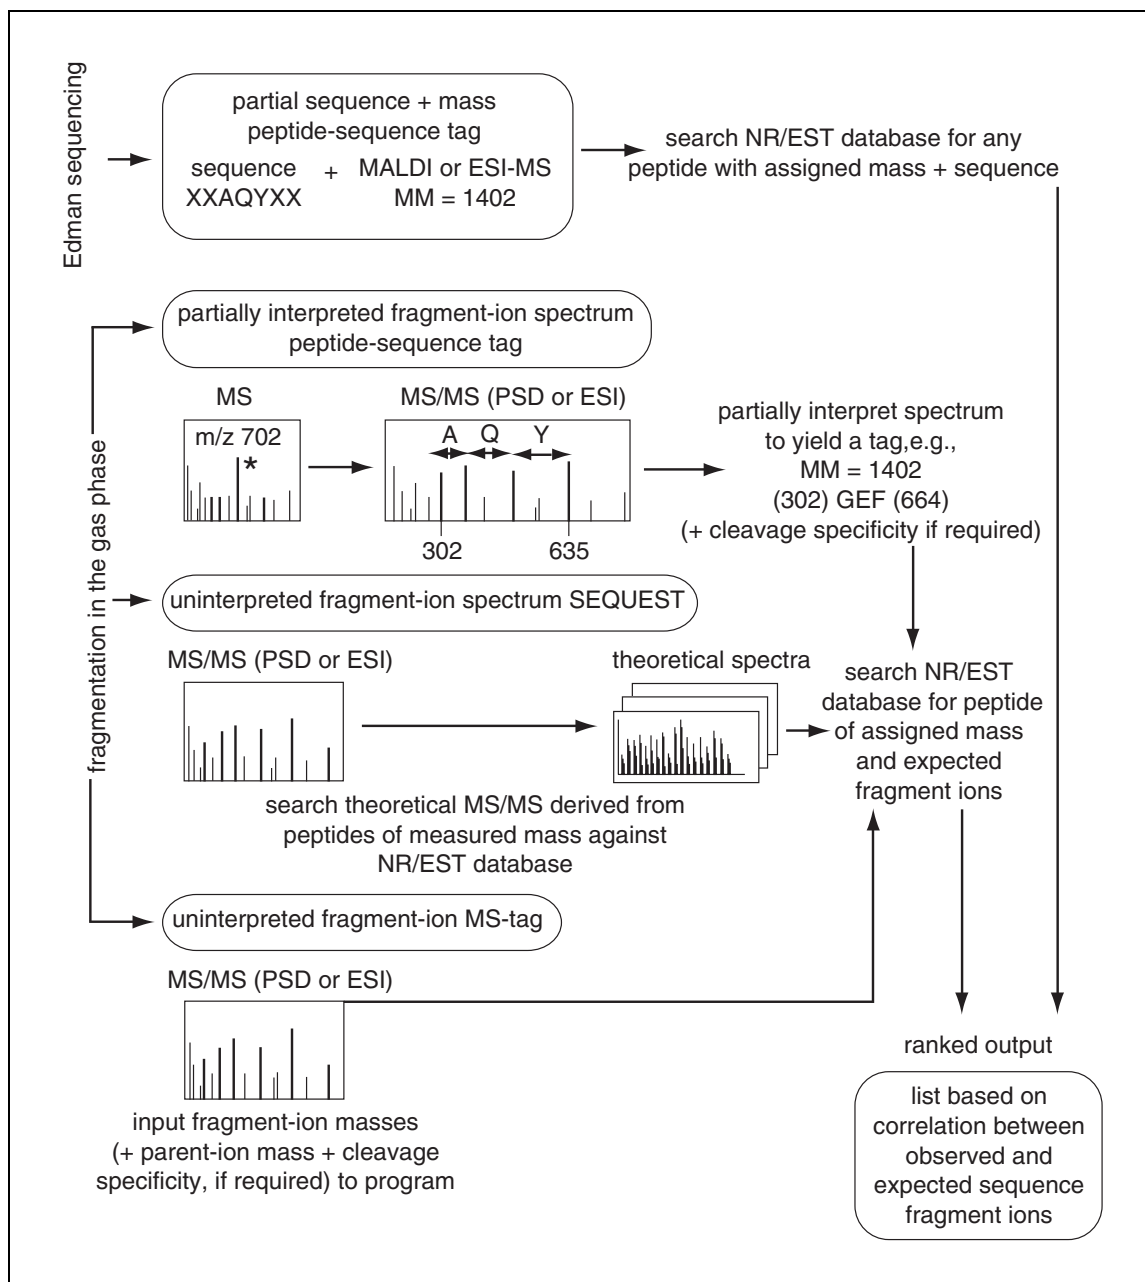 Edman sequencing
partial sequence + mass
peptide-sequence tag
sequence + MALDI or ESI-MS
XXAQYXX MM = 1402
search NR/EST database for any
peptide with assigned mass + sequence
fragmentation in the gas phase
partially interpreted fragment-ion spectrum
peptide-sequence tag
MS
m/z 702
*
MS/MS (PSD or ESI)
A Q Y
302 635
partially interpret spectrum
to yield a tag,e.g.,
MM = 1402
(302) GEF (664)
(+ cleavage specificity if required)
uninterpreted fragment-ion spectrum SEQUEST
MS/MS (PSD or ESI)
theoretical spectra
search theoretical MS/MS derived from
peptides of measured mass against
NR/EST database
search NR/EST
database for peptide
of assigned mass
and expected
fragment ions
uninterpreted fragment-ion MS-tag
MS/MS (PSD or ESI)
input fragment-ion masses
(+ parent-ion mass + cleavage
specificity, if required) to program
ranked output
list based on
correlation between
observed and
expected sequence
fragment ions